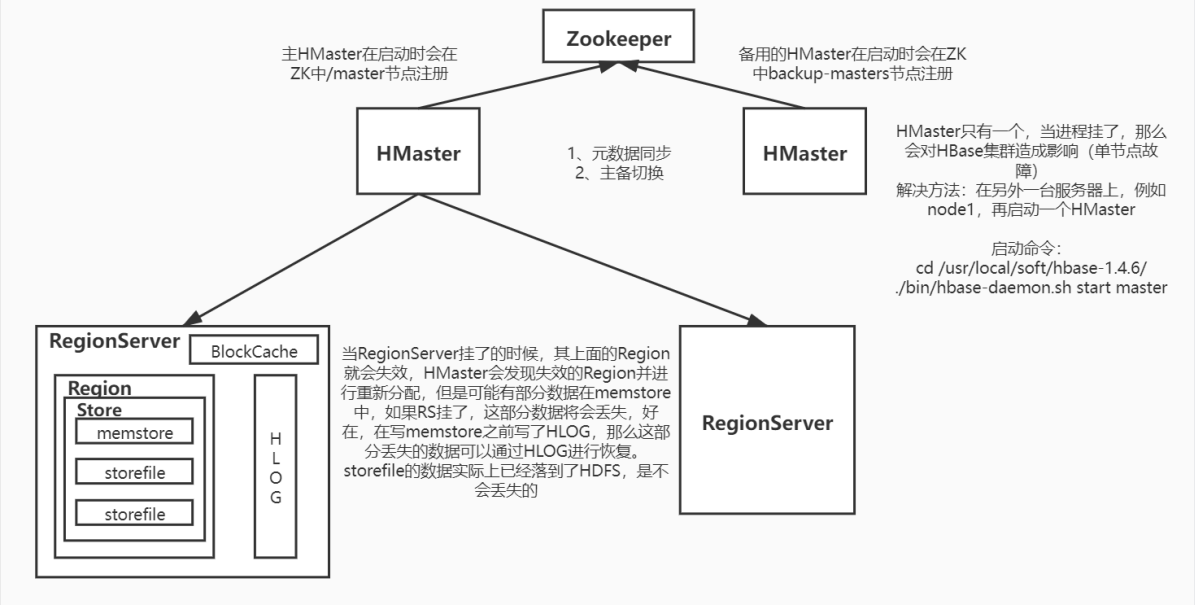 Zookeeper
主HMaster在启动时会在
ZK中/master节点注册
备用的HMaster在启动时会在ZK
中backup-masters节点注册
HMaster
1、元数据同步
2、主备切换
HMaster
HMaster只有一个，当进程挂了，那么
会对HBase集群造成影响（单节点故
障）
解决方法：在另外一台服务器上，例如
node1，再启动一个HMaster
启动命令：
cd /usr/local/soft/hbase-1.4.6/
./bin/hbase-daemon.sh start master
RegionServer
BlockCache
Region
Store
memstore
storefile
storefile
H
L
O
G
当RegionServer挂了的时候，其上面的Region
就会失效，HMaster会发现失效的Region并进
行重新分配，但是可能有部分数据在memstore
中，如果RS挂了，这部分数据将会丢失，好
在，在写memstore之前写了HLOG，那么这部
分丢失的数据可以通过HLOG进行恢复。
storefile的数据实际上已经落到了HDFS，是不
会丢失的
RegionServer